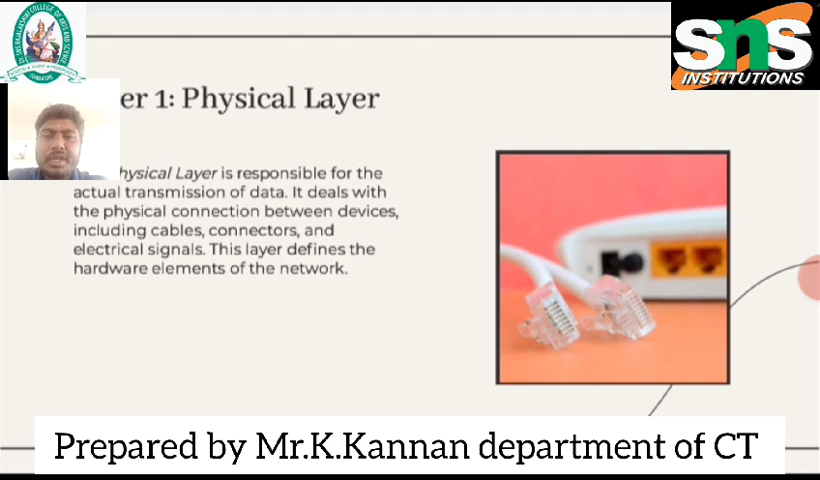 SNS
INSTITUTIONS
er 1: Physical Layer
hysical Layer is responsible for the
actual transmission of data. It deals with
the physical connection between devices,
including cables, connectors, and
electrical signals. This layer defines the
hardware elements of the network.
Prepared by Mr.K.Kannan department of CT